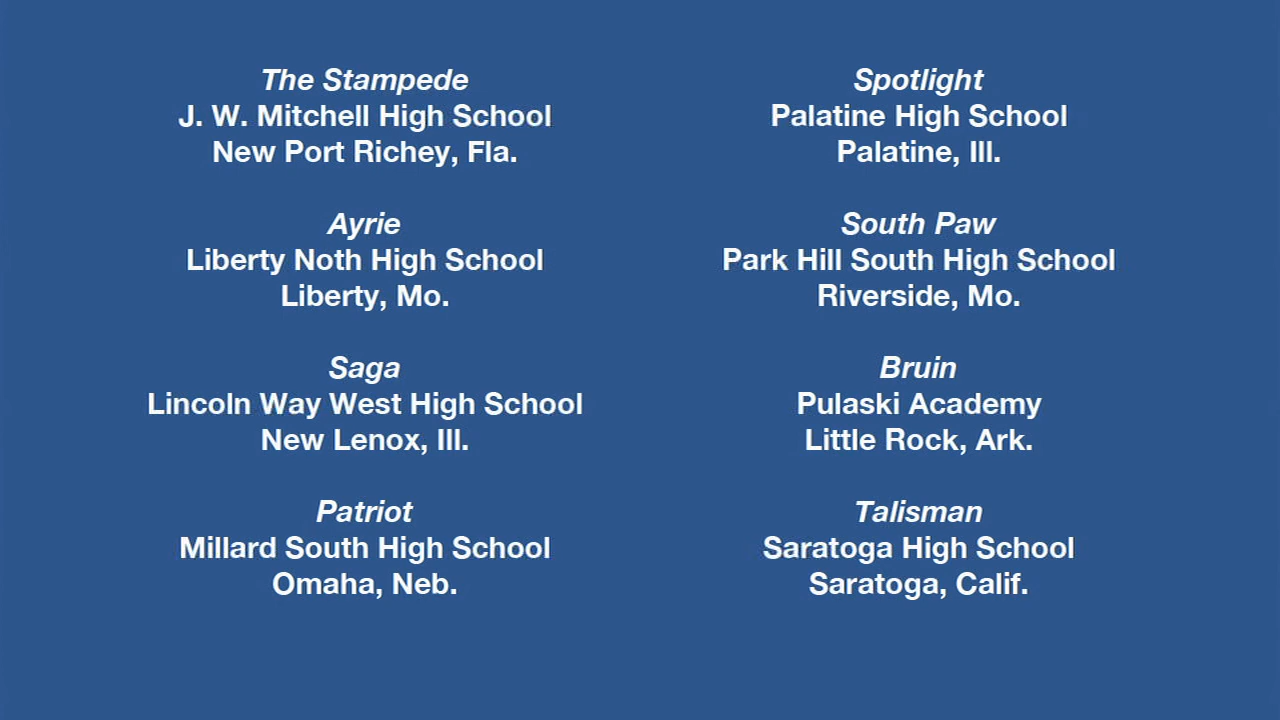 The Stampede
J. W. Mitchell High School
New Port Richey, Fla.
Ayrie
Liberty Noth High School
Liberty, Mo.
Saga
Lincoln Way West High School
New Lenox, Ill.
Patriot
Millard South High School
Omaha, Neb.
Spotlight
Palatine High School
Palatine, Ill.
South Paw
Park Hill South High School
Riverside, Mo.
Bruin
Pulaski Academy
Little Rock, Ark.
Talisman
Saratoga High School
Saratoga, Calif.